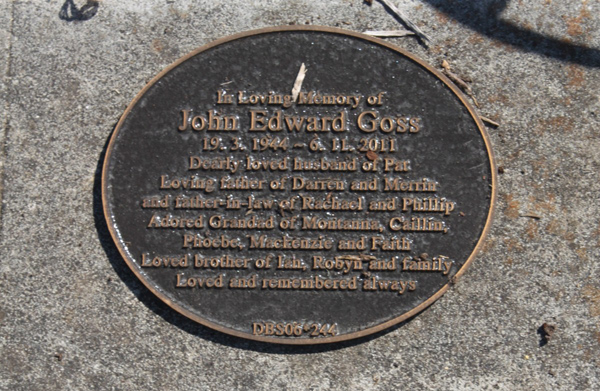 In Loving Memory of
John Edward Goss
19. 3. 1944 - 6. 11. 2011
Dearly loved husband of Pat
Loving father of Darren and Merrin
and father-in-law of Rachael and Phillip
Adored Grandad of Montanna, Caitlin,
Phoebe, Mackenzie and Faith
Loved brother of Ian, Robyn and family
Loved and remembered always
DBS06-244